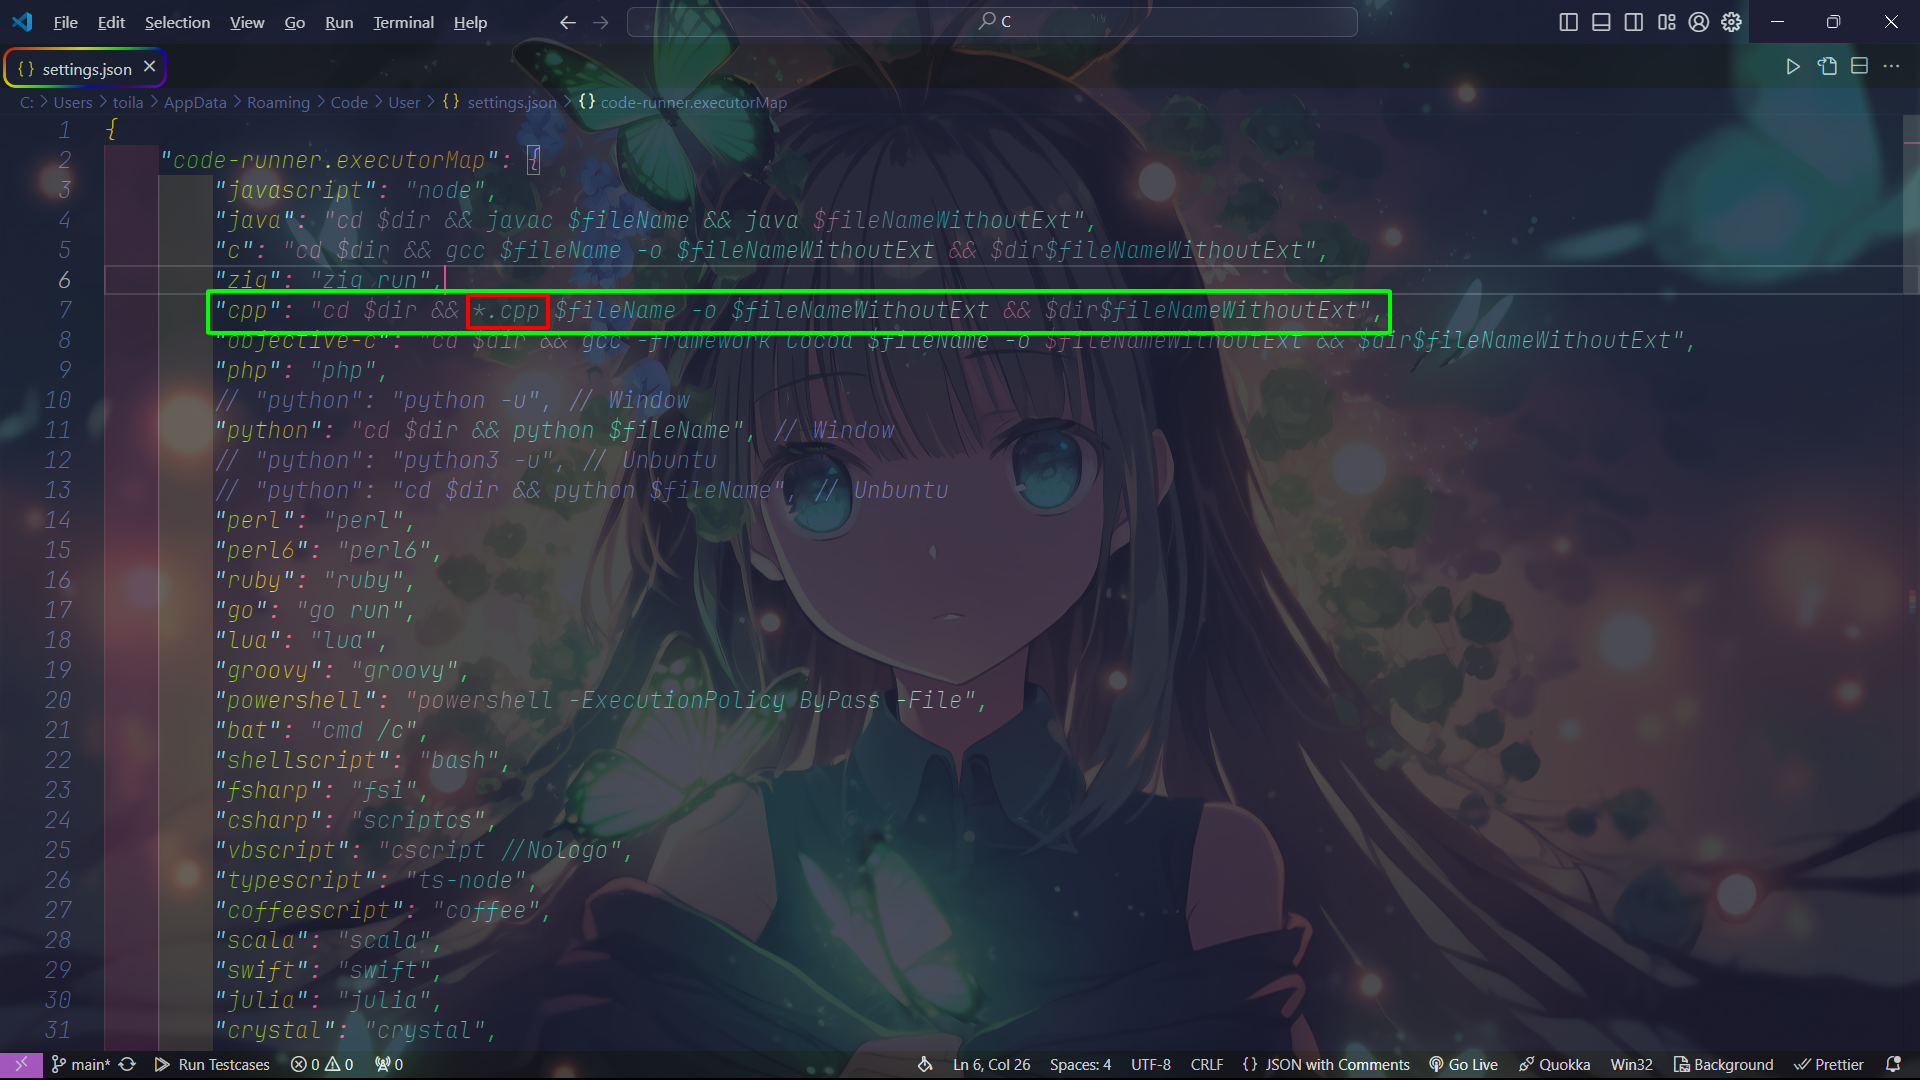 File Edit Selection View Go Run Terminal Help C
settings.json
C: > Users > toila > AppData > Roaming > Code > User > {} settings.json > {} code-runner.executorMap
1 {
2 "code-runner.executorMap": {
3 "javascript": "node",
4 "java": "cd $dir && javac $fileName && java $fileNameWithoutExt",
5 "c": "cd $dir && gcc $fileName -o $fileNameWithoutExt && $dir$fileNameWithoutExt",
6 "zig": "zig run",
7 "cpp": "cd $dir && *.cpp $fileName -o $fileNameWithoutExt && $dir$fileNameWithoutExt",
8 "objective-c": "cd $dir && gcc -framework Cocoa $fileName -o $fileNameWithoutExt && $dir$fileNameWithoutExt",
9 "php": "php",
10 // "python": "python -u", // Window
11 "python": "cd $dir && python $fileName", // Window
12 // "python": "python3 -u", // Unbuntu
13 // "python": "cd $dir && python $fileName", // Unbuntu
14 "perl": "perl",
15 "perl6": "perl6",
16 "ruby": "ruby",
17 "go": "go run",
18 "lua": "lua",
19 "groovy": "groovy",
20 "powershell": "powershell -ExecutionPolicy ByPass -File",
21 "bat": "cmd /c",
22 "shellscript": "bash",
23 "fsharp": "fsi",
24 "csharp": "scriptcs",
25 "vbscript": "cscript //Nologo",
26 "typescript": "ts-node",
27 "coffeescript": "coffee",
28 "scala": "scala",
29 "swift": "swift",
30 "julia": "julia",
31 "crystal": "crystal",
main* Run Testcases 0 0 0 Ln 6, Col 26 Spaces: 4 UTF-8 CRLF {} JSON with Comments Go Live Quokka Win32 Background Prettier